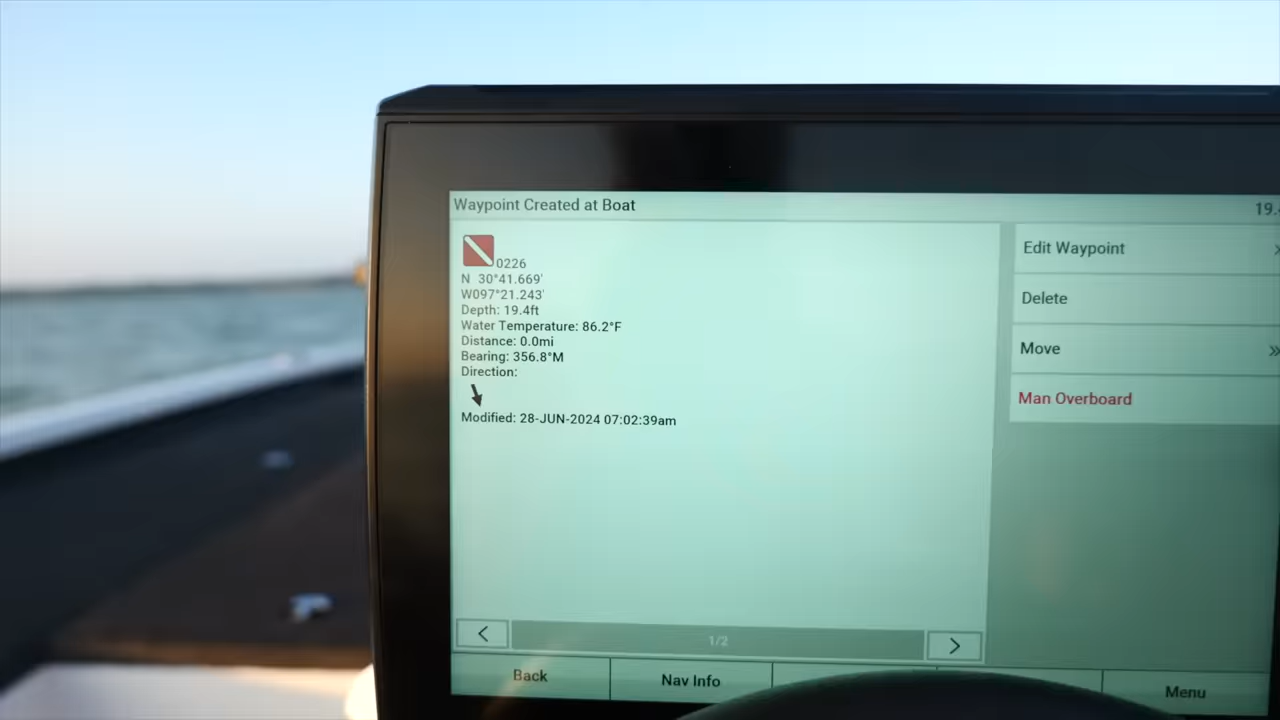 Waypoint Created at Boat
19.
0226
N 30°41.669'
W097°21.243'
Depth: 19.4ft
Water Temperature: 86.2°F
Distance: 0.0mi
Bearing: 356.8°M
Direction:
Modified: 28-JUN-2024 07:02:39am
Edit Waypoint
Delete
Move
Man Overboard
1/2
Back
Nav Info
Menu